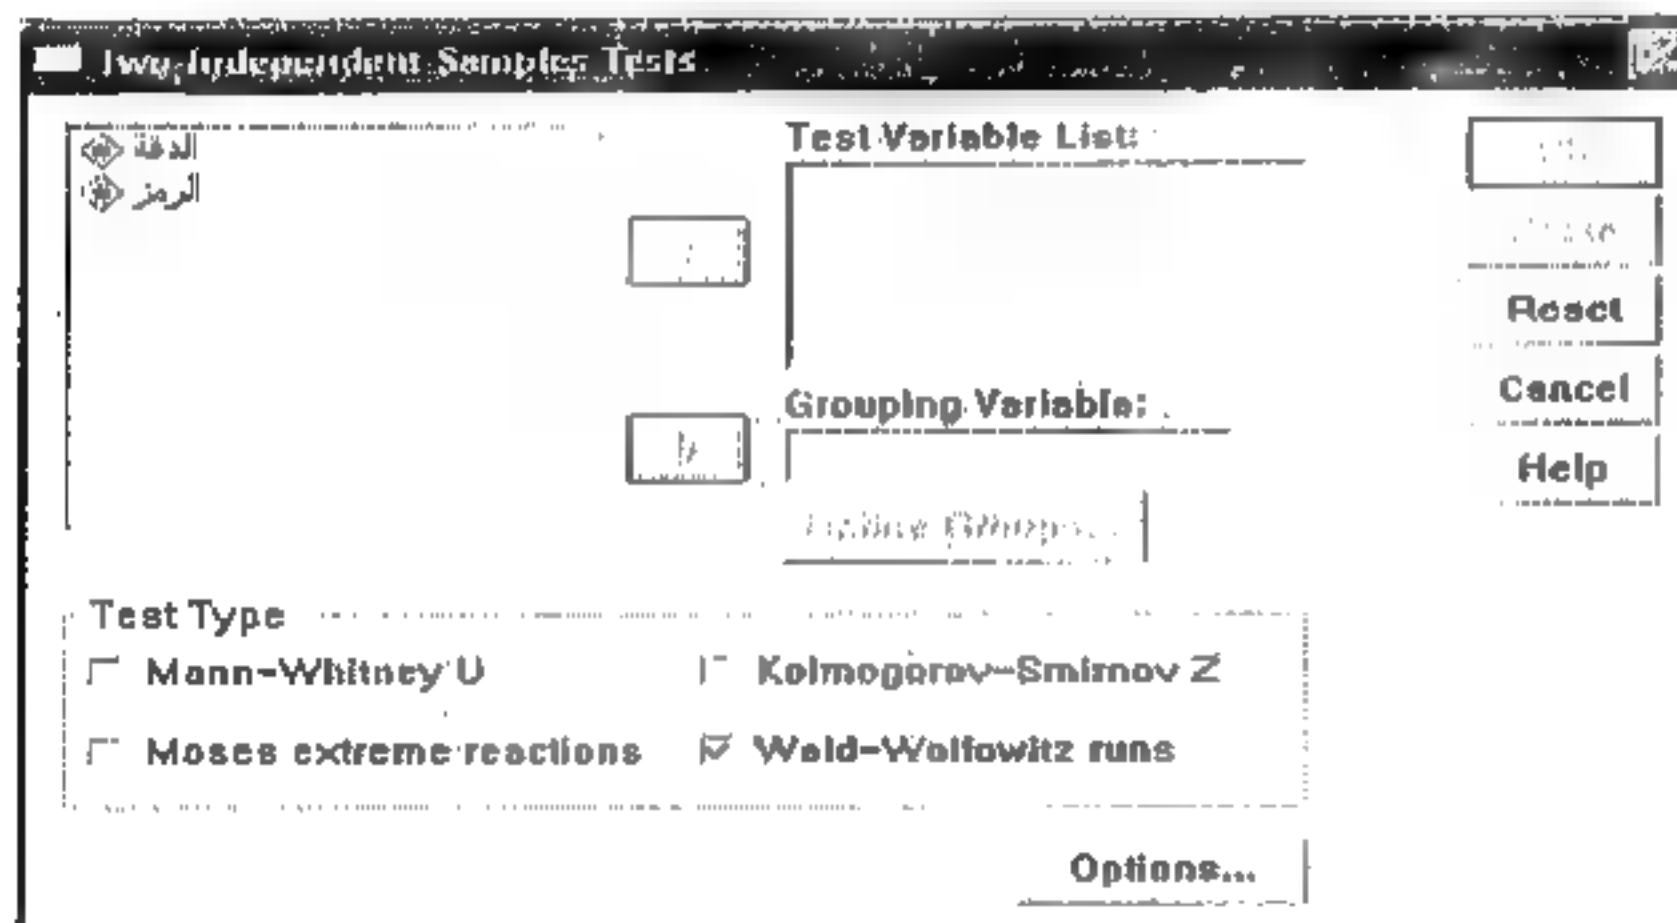 Two-Independent-Samples Tests
الدقة
الرمز
Test Variable List:
Reset
Cancel
Grouping Variable:
Help
Test Type
Mann-Whitney U
Kolmogorov-Smirnov Z
Moses extreme reactions
Wald-Wolfowitz runs
Options...